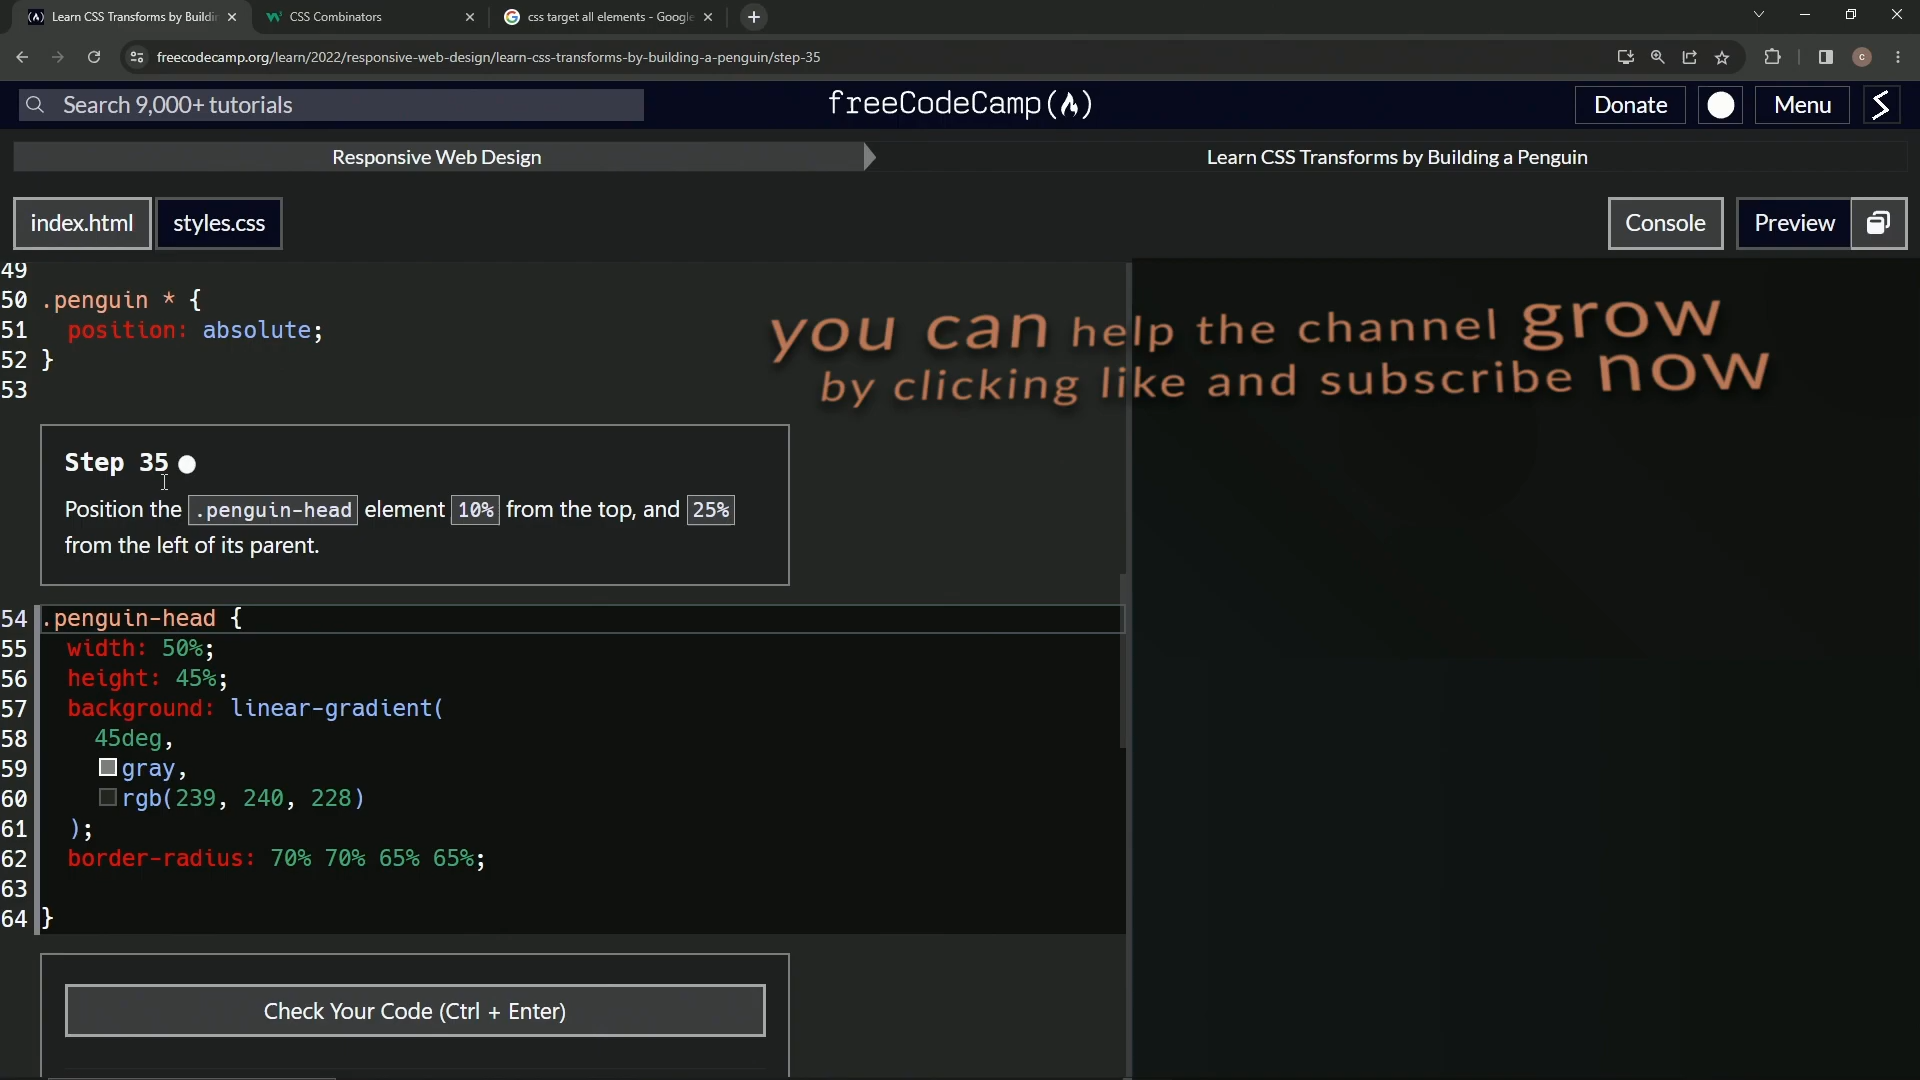 Learn CSS Transforms by Buildin
CSS Combinators
css target all elements - Google
freecodecamp.org/learn/2022/responsive-web-design/learn-css-transforms-by-building-a-penguin/step-35
C
Search 9,000+ tutorials
freeCodeCamp
Donate
Menu
Responsive Web Design
Learn CSS Transforms by Building a Penguin
index.html
styles.css
Console
Preview
49
50 .penguin * {
51 position: absolute;
52 }
53
you can help the channel grow
by clicking like and subscribe now
Step 35
Position the .penguin-head element 10% from the top, and 25%
from the left of its parent.
54 .penguin-head {
55 width: 50%;
56 height: 45%;
57 background: linear-gradient(
58 45deg,
59 gray,
60 rgb(239, 240, 228)
61 );
62 border-radius: 70% 70% 65% 65%;
63
64 }
Check Your Code (Ctrl + Enter)